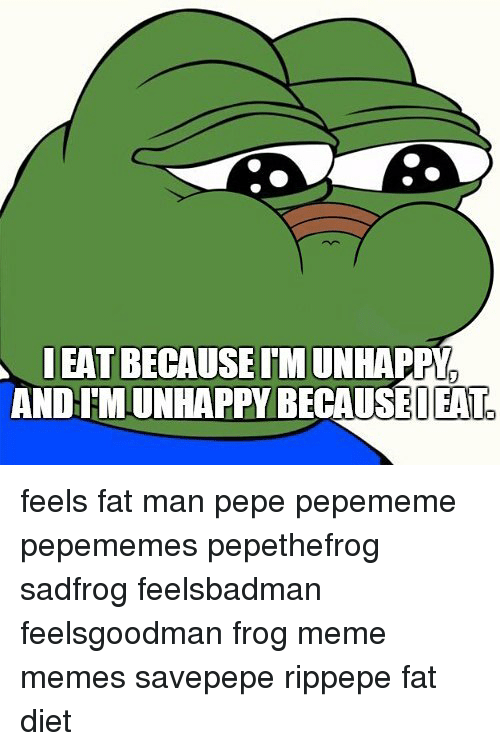 I EAT BECAUSE I'M UNHAPPY,
AND I'M UNHAPPY BECAUSE I EAT.
feels fat man pepe pepememe
pepememes pepethefrog
sadfrog feelsbadman
feelsgoodman frog meme
memes savepepe rippepe fat
diet